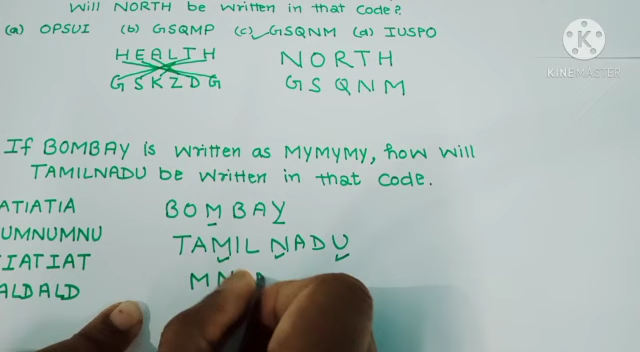 Will NORTH be written in that code?
(a) OPSUI (b) GSQMP (c) GSQNM (d) IUSPO
HEALTH NORTH
GSKZDG GSQNM
KINEMASTER
If BOMBAY is written as MYMYMY, how will
TAMILNADU be written in that code.
ATIATIA BOMBAY
UMNUMNU TAMILNADU
IATIAT MN
ALDALD